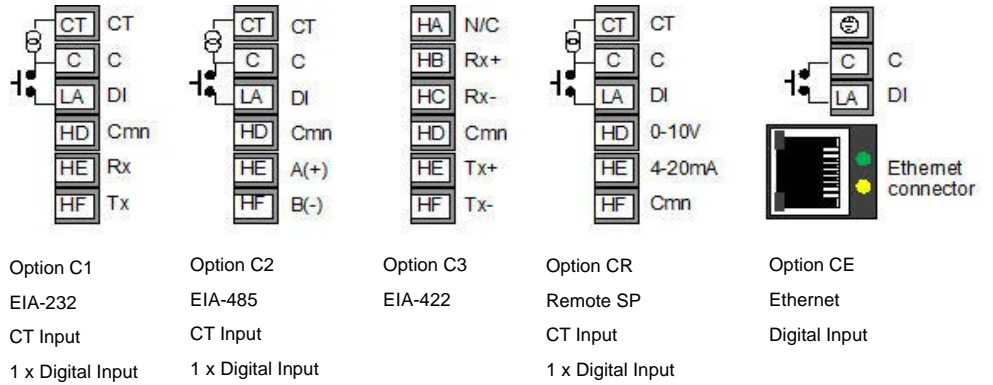 CT CT
C C
LA DI
HD Cmn
HE Rx
HF Tx
Option C1
EIA-232
CT Input
1 x Digital Input
CT CT
C C
LA DI
HD Cmn
HE A(+)
HF B(-)
Option C2
EIA-485
CT Input
1 x Digital Input
HA N/C
HB Rx+
HC Rx-
HD Cmn
HE Tx+
HF Tx-
Option C3
EIA-422
CT CT
C C
LA DI
HD 0-10V
HE 4-20mA
HF Cmn
Option CR
Remote SP
CT Input
1 x Digital Input
C C
LA DI
Ethernet
connector
Option CE
Ethernet
Digital Input